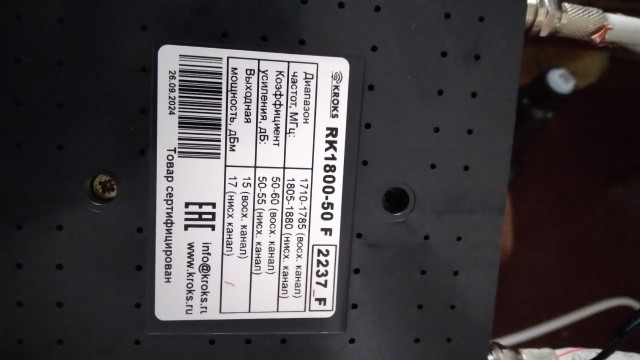 KROKS RK1800-50 F 2237_F
Диапазон частот, МГц: 1710-1785 (восх. канал)
1805-1880 (нисх. канал)
Коэффициент усиления, дБ: 50-60 (восх. канал)
50-55 (нисх. канал)
Выходная мощность, дБм 15 (восх. канал)
17 (нисх. канал)
EAC info@kroks.ru
www.kroks.ru
26.09.2024 Товар сертифицирован